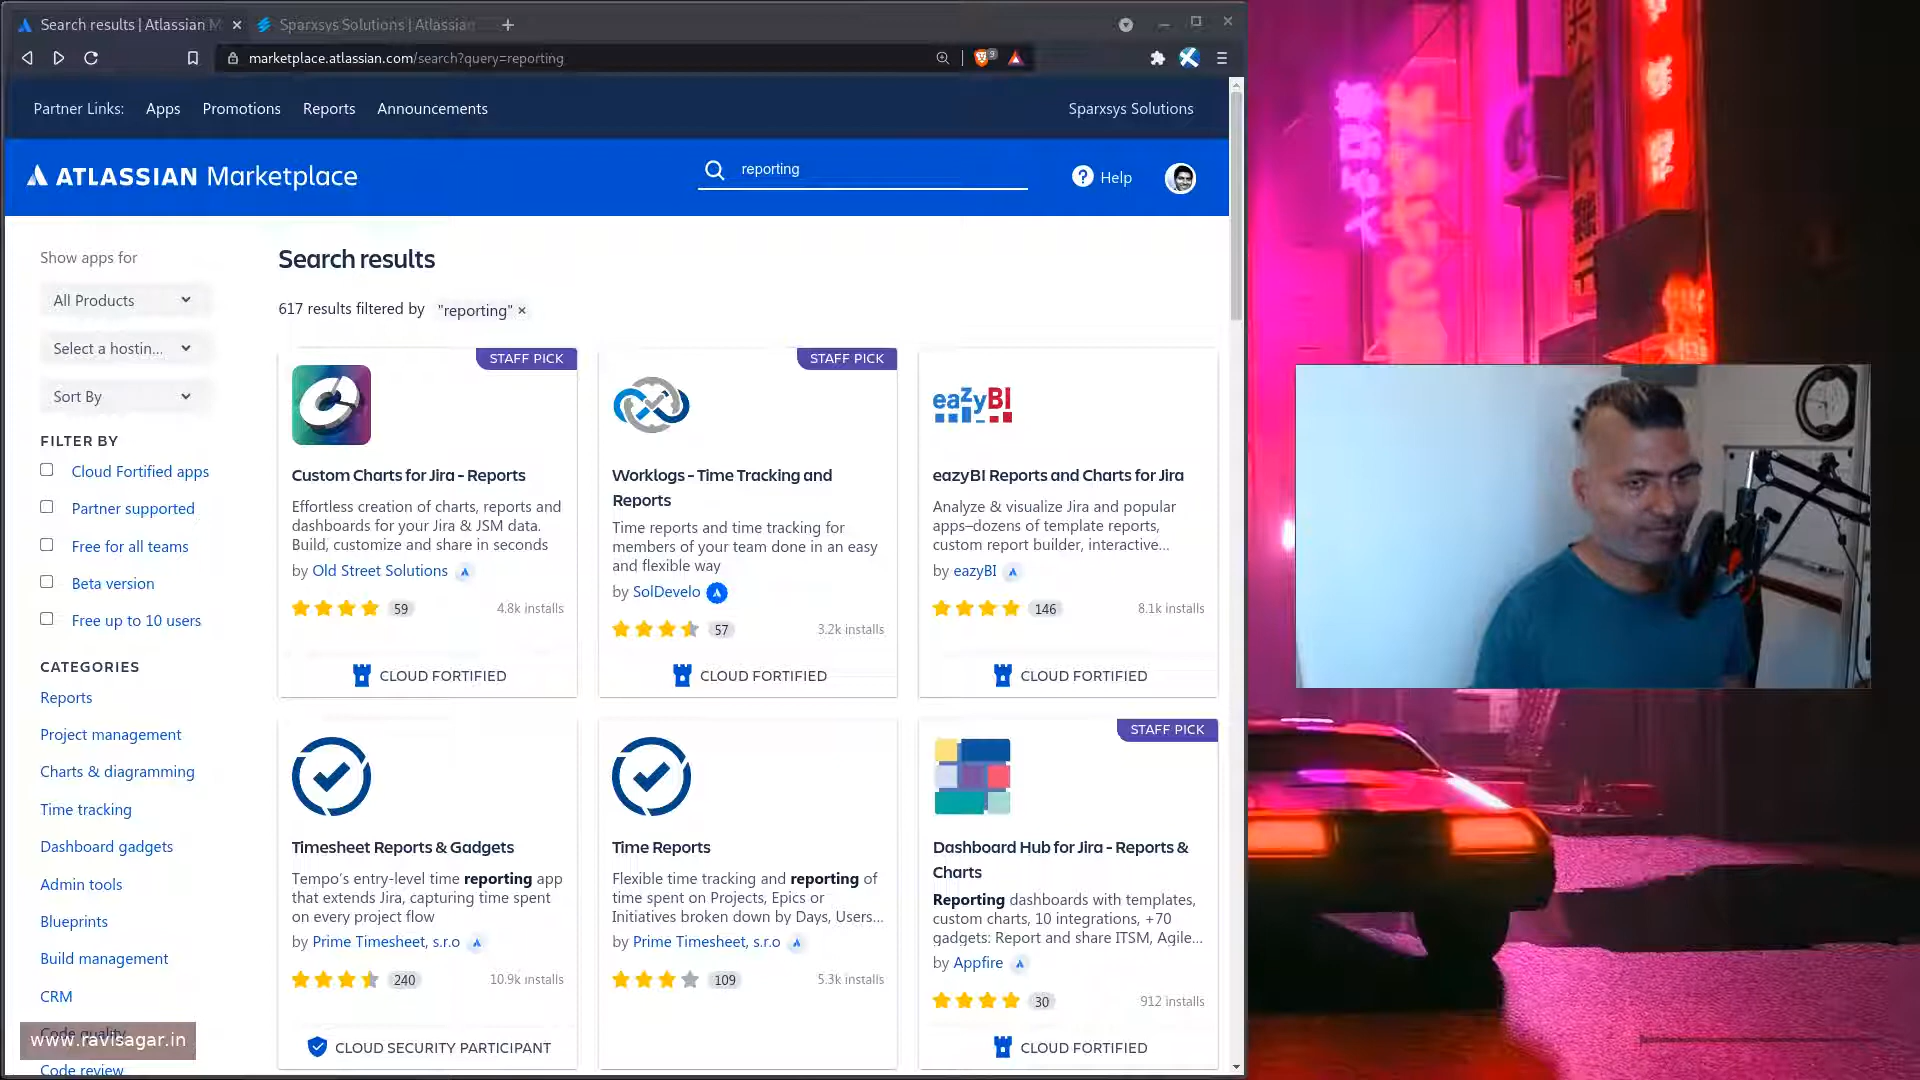 Search results | Atlassian M
Sparxsys Solutions | Atlassian
marketplace.atlassian.com/search?query=reporting
9
Partner Links:
Apps
Promotions
Reports
Announcements
Sparxsys Solutions
ATLASSIAN Marketplace
reporting
Help
Show apps for
All Products
Select a hostin...
Sort By
FILTER BY
Cloud Fortified apps
Partner supported
Free for all teams
Beta version
Free up to 10 users
CATEGORIES
Reports
Project management
Charts & diagramming
Time tracking
Dashboard gadgets
Admin tools
Blueprints
Build management
CRM
Code quality
www.ravisagar.in
Code review
Search results
617 results filtered by "reporting" ×
STAFF PICK
Custom Charts for Jira - Reports
Effortless creation of charts, reports and
dashboards for your Jira & JSM data.
Build, customize and share in seconds
by Old Street Solutions
59
4.8k installs
CLOUD FORTIFIED
STAFF PICK
Worklogs - Time Tracking and
Reports
Time reports and time tracking for
members of your team done in an easy
and flexible way
by SolDevelo
57
3.2k installs
CLOUD FORTIFIED
eazyBI
eazyBI Reports and Charts for Jira
Analyze & visualize Jira and popular
apps–dozens of template reports,
custom report builder, interactive...
by eazyBI
146
8.1k installs
CLOUD FORTIFIED
Timesheet Reports & Gadgets
Tempo's entry-level time reporting app
that extends Jira, capturing time spent
on every project flow
by Prime Timesheet, s.r.o
240
10.9k installs
CLOUD SECURITY PARTICIPANT
Time Reports
Flexible time tracking and reporting of
time spent on Projects, Epics or
Initiatives broken down by Days, Users...
by Prime Timesheet, s.r.o
109
5.3k installs
STAFF PICK
Dashboard Hub for Jira - Reports &
Charts
Reporting dashboards with templates,
custom charts, 10 integrations, +70
gadgets: Report and share ITSM, Agile...
by Appfire
30
912 installs
CLOUD FORTIFIED